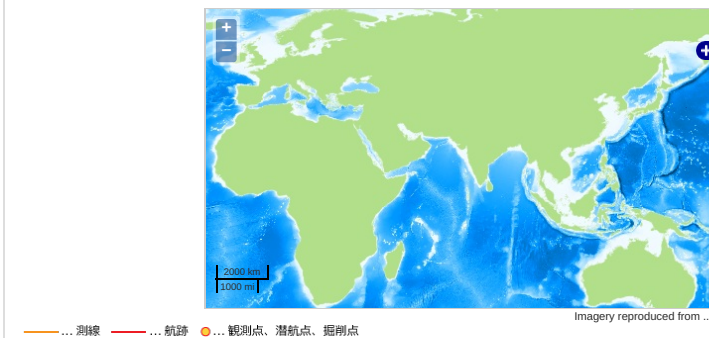 +
−
+
2000 km
1000 mi
Imagery reproduced from ..
... 測線 ... 航跡 ... 観測点、潜航点、掘削点